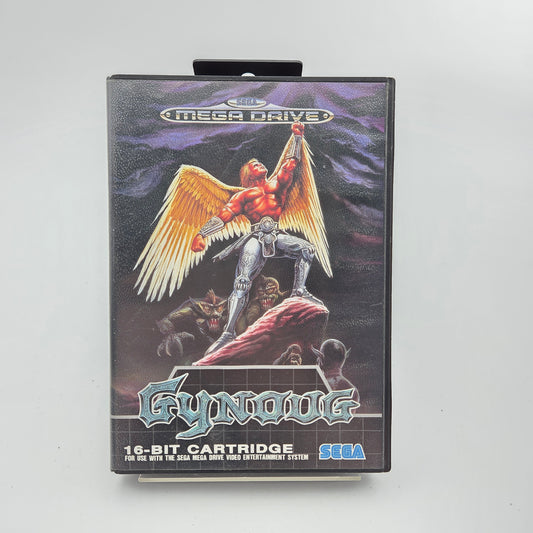 SEGA
MEGA DRIVE
GYNOUG
16-BIT CARTRIDGE
FOR USE WITH THE SEGA MEGA DRIVE VIDEO ENTERTAINMENT SYSTEM
SEGA